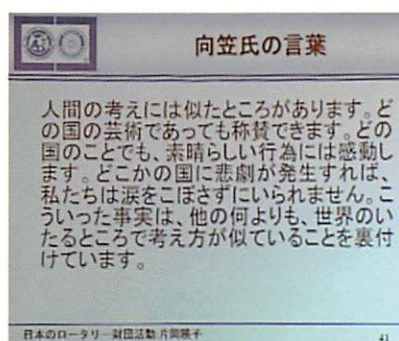 向笠氏の言葉
人間の考えには似たところがあります。ど
の国の芸術であっても称賛できます。どの
国のことでも、素晴らしい行為には感動し
ます。どこかの国に悲劇が発生すれば、
私たちは涙をこぼさずにいられません。こ
ういった事実は、他の何よりも、世界のい
たるところで考え方が似ていることを裏付
けています。
日本のロータリー財団活動 片岡暎子
41